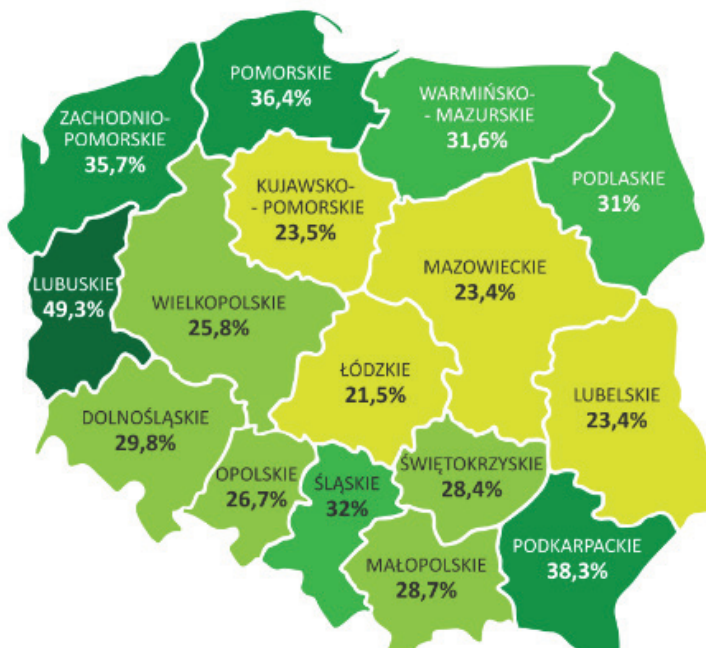 POMORSKIE
36,4%
WARMIŃSKO-
- MAZURSKIE
31,6%
ZACHODNIO-
POMORSKIE
35,7%
PODLASKIE
31%
KUJAWSKO-
- POMORSKIE
23,5%
MAZOWIECKIE
23,4%
LUBUSKIE
49,3%
WIELKOPOLSKIE
25,8%
ŁÓDZKIE
21,5%
LUBELSKIE
23,4%
DOLNOŚLĄSKIE
29,8%
OPOLSKIE
26,7%
ŚLĄSKIE
32%
ŚWIĘTOKRZYSKIE
28,4%
PODKARPACKIE
38,3%
MAŁOPOLSKIE
28,7%